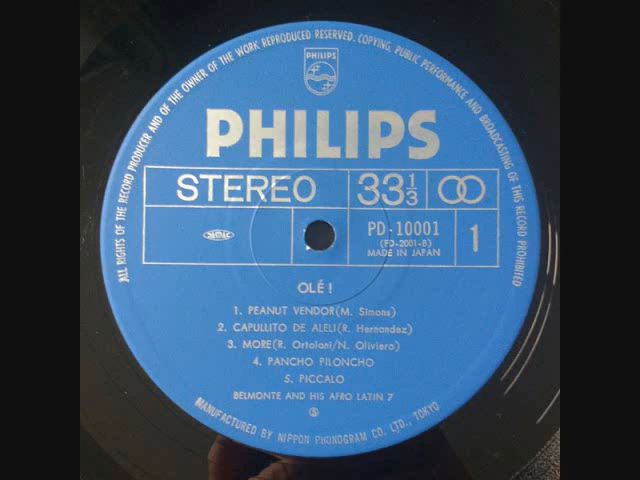 ALL RIGHTS OF THE RECORD PRODUCER AND OF THE OWNER OF THE WORK REPRODUCED RESERVED. COPYING, PUBLIC PERFORMANCE AND BROADCASTING OF THIS RECORD PROHIBITED
PHILIPS
PHILIPS
STEREO 33 1/3
PD-10001 1
(FD-2001-B)
MADE IN JAPAN
OLÉ!
1. PEANUT VENDOR(M. Simons)
2. CAPULLITO DE ALELI(R. Hernandez)
3. MORE(R. Ortolani/N. Oliviero)
4. PANCHO PILONCHO
5. PICCALO
BELMONTE AND HIS AFRO LATIN 7
MANUFACTURED BY NIPPON PHONOGRAM CO. LTD., TOKYO